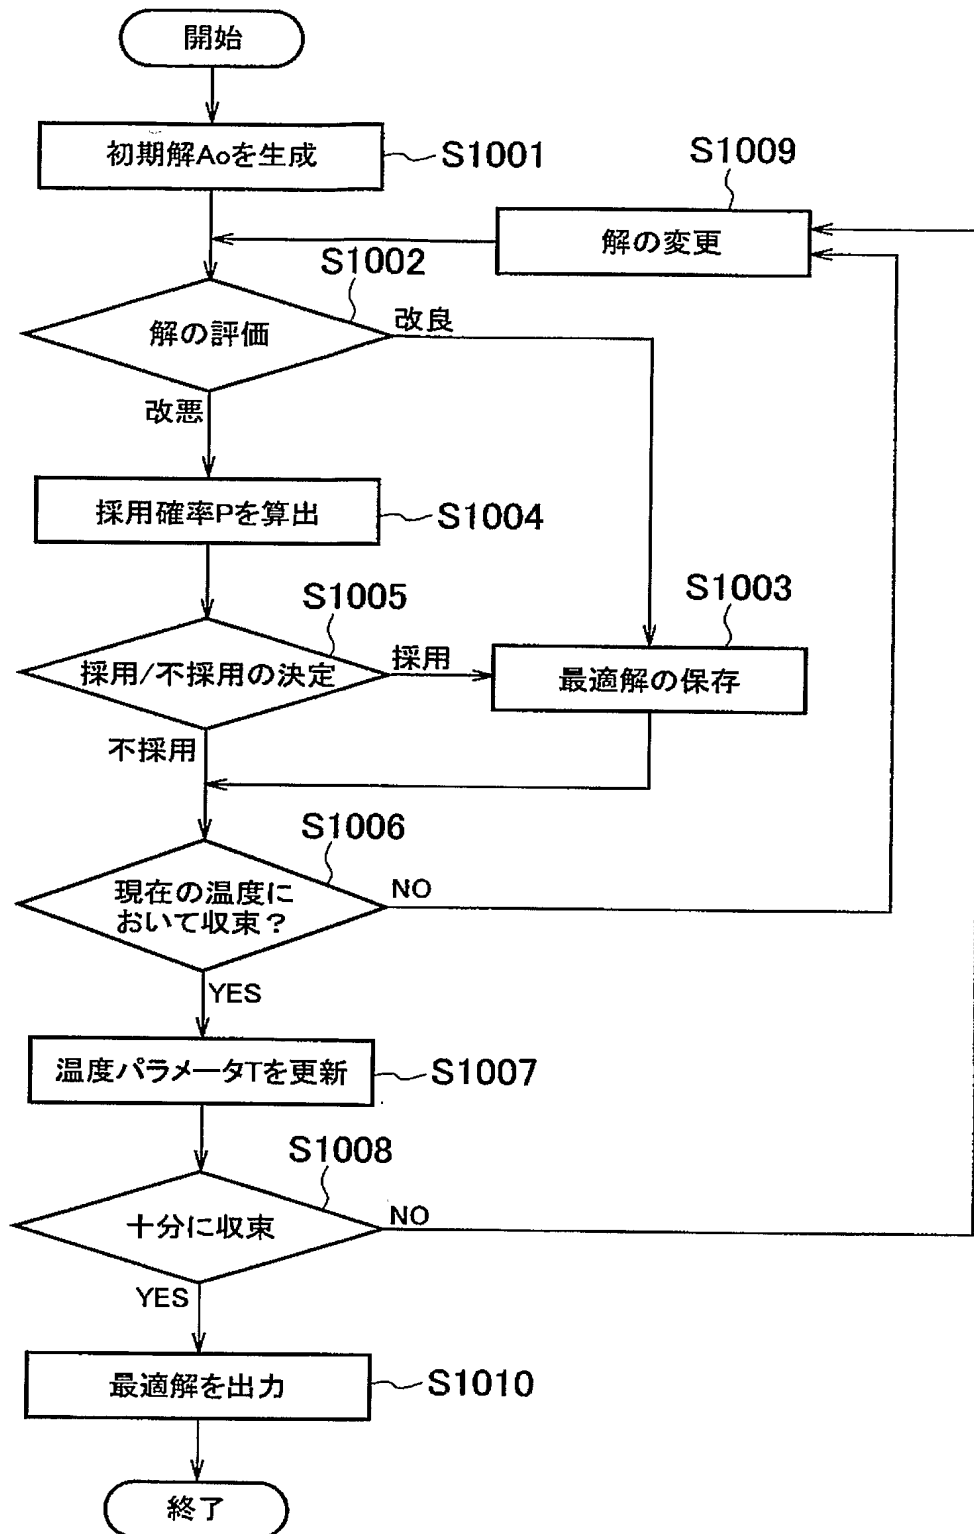 開始
初期解Aoを生成
S1001
S1009
解の変更
S1002
解の評価
改良
改悪
採用確率Pを算出
S1004
S1005
S1003
採用/不採用の決定
採用
最適解の保存
不採用
S1006
現在の温度に
おいて収束?
NO
YES
温度パラメータTを更新
S1007
S1008
十分に収束
NO
YES
最適解を出力
S1010
終了